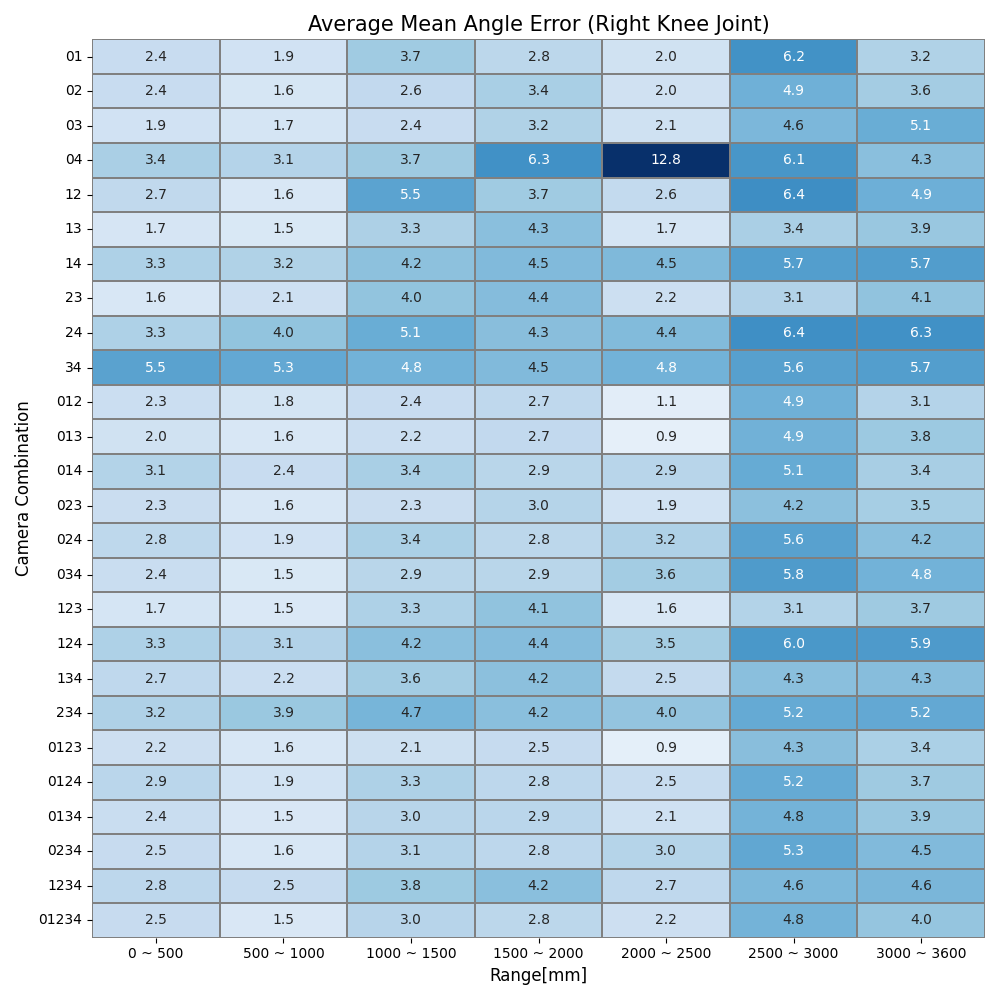 Average Mean Angle Error (Right Knee Joint)
Camera Combination
01 2.4 1.9 3.7 2.8 2.0 6.2 3.2
02 2.4 1.6 2.6 3.4 2.0 4.9 3.6
03 1.9 1.7 2.4 3.2 2.1 4.6 5.1
04 3.4 3.1 3.7 6.3 12.8 6.1 4.3
12 2.7 1.6 5.5 3.7 2.6 6.4 4.9
13 1.7 1.5 3.3 4.3 1.7 3.4 3.9
14 3.3 3.2 4.2 4.5 4.5 5.7 5.7
23 1.6 2.1 4.0 4.4 2.2 3.1 4.1
24 3.3 4.0 5.1 4.3 4.4 6.4 6.3
34 5.5 5.3 4.8 4.5 4.8 5.6 5.7
012 2.3 1.8 2.4 2.7 1.1 4.9 3.1
013 2.0 1.6 2.2 2.7 0.9 4.9 3.8
014 3.1 2.4 3.4 2.9 2.9 5.1 3.4
023 2.3 1.6 2.3 3.0 1.9 4.2 3.5
024 2.8 1.9 3.4 2.8 3.2 5.6 4.2
034 2.4 1.5 2.9 2.9 3.6 5.8 4.8
123 1.7 1.5 3.3 4.1 1.6 3.1 3.7
124 3.3 3.1 4.2 4.4 3.5 6.0 5.9
134 2.7 2.2 3.6 4.2 2.5 4.3 4.3
234 3.2 3.9 4.7 4.2 4.0 5.2 5.2
0123 2.2 1.6 2.1 2.5 0.9 4.3 3.4
0124 2.9 1.9 3.3 2.8 2.5 5.2 3.7
0134 2.4 1.5 3.0 2.9 2.1 4.8 3.9
0234 2.5 1.6 3.1 2.8 3.0 5.3 4.5
1234 2.8 2.5 3.8 4.2 2.7 4.6 4.6
01234 2.5 1.5 3.0 2.8 2.2 4.8 4.0
0 ~ 500 500 ~ 1000 1000 ~ 1500 1500 ~ 2000 2000 ~ 2500 2500 ~ 3000 3000 ~ 3600
Range[mm]